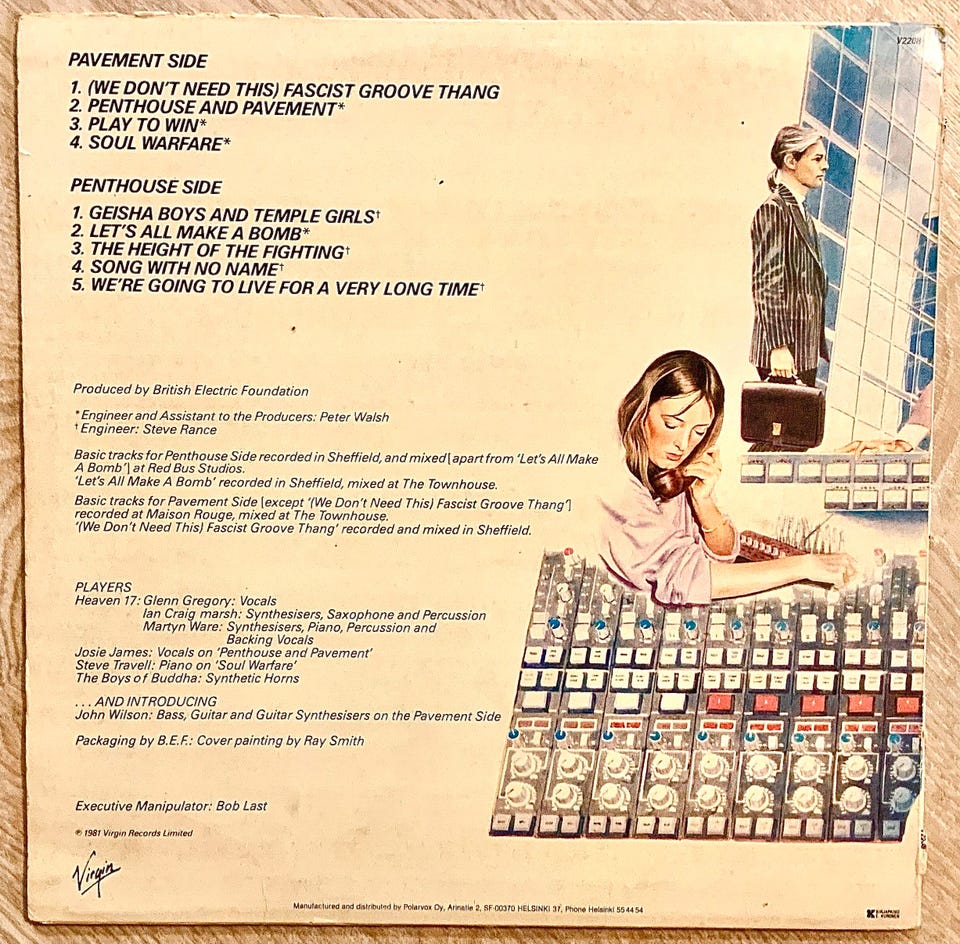 V2208
PAVEMENT SIDE
1. (WE DON'T NEED THIS) FASCIST GROOVE THANG
2. PENTHOUSE AND PAVEMENT*
3. PLAY TO WIN*
4. SOUL WARFARE*
PENTHOUSE SIDE
1. GEISHA BOYS AND TEMPLE GIRLS†
2. LET'S ALL MAKE A BOMB*
3. THE HEIGHT OF THE FIGHTING†
4. SONG WITH NO NAME†
5. WE'RE GOING TO LIVE FOR A VERY LONG TIME†
Produced by British Electric Foundation
*Engineer and Assistant to the Producers: Peter Walsh
†Engineer: Steve Rance
Basic tracks for Penthouse Side recorded in Sheffield, and mixed [apart from 'Let's All Make
A Bomb'] at Red Bus Studios.
'Let's All Make A Bomb' recorded in Sheffield, mixed at The Townhouse.
Basic tracks for Pavement Side [except '(We Don't Need This) Fascist Groove Thang']
recorded at Maison Rouge, mixed at The Townhouse.
'(We Don't Need This) Fascist Groove Thang' recorded and mixed in Sheffield.
PLAYERS
Heaven 17: Glenn Gregory: Vocals
Ian Craig marsh: Synthesisers, Saxophone and Percussion
Martyn Ware: Synthesisers, Piano, Percussion and
Backing Vocals
Josie James: Vocals on 'Penthouse and Pavement'
Steve Travell: Piano on 'Soul Warfare'
The Boys of Buddha: Synthetic Horns
...AND INTRODUCING
John Wilson: Bass, Guitar and Guitar Synthesisers on the Pavement Side
Packaging by B.E.F.: Cover painting by Ray Smith
Executive Manipulator: Bob Last
℗ 1981 Virgin Records Limited
Virgin
Manufactured and distributed by Polarvox Oy, Arinatie 2, SF-00370 HELSINKI 37, Phone Helsinki 55 44 54
K